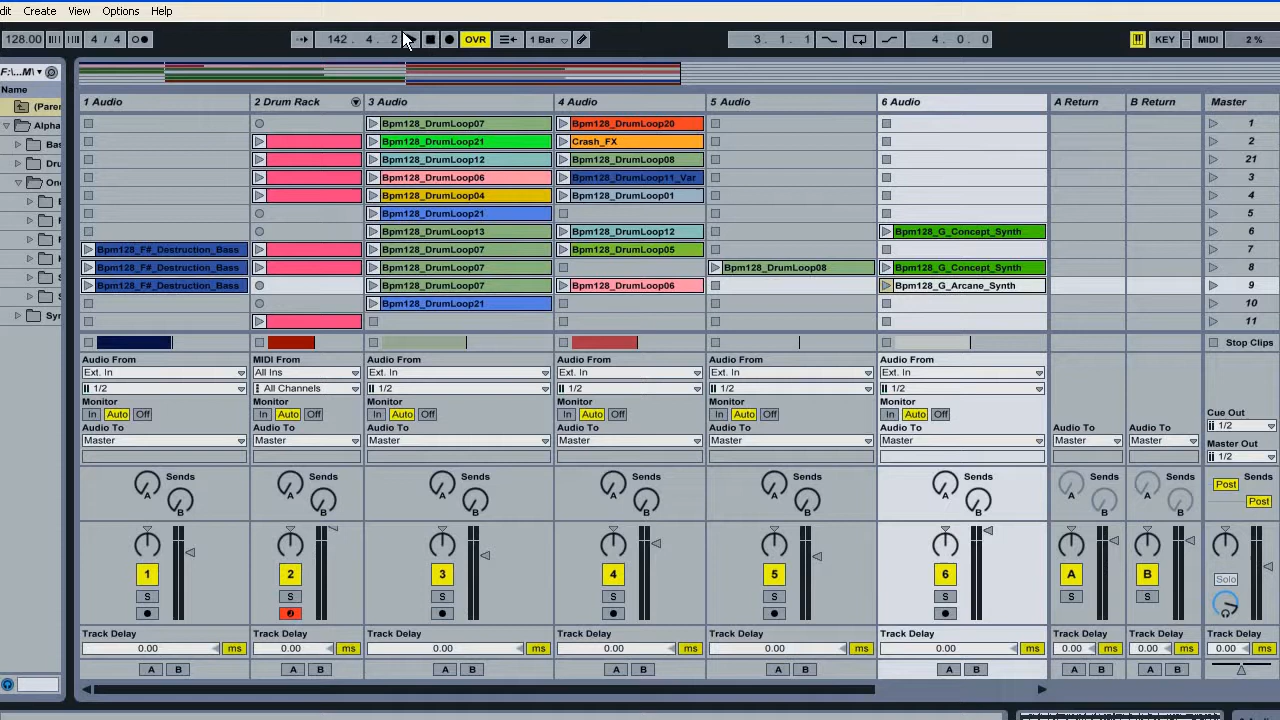 dit Create View Options Help
128.00 4 / 4 142 . 4 . 2 OVR 1 Bar 3 . 1 . 1 4 . 0 . 0 KEY MIDI 2 %
F:\...M\
Name
(Paren
Alpha
Bas
Dru
One
Syn
1 Audio 2 Drum Rack 3 Audio 4 Audio 5 Audio 6 Audio A Return B Return Master
Bpm128_DrumLoop07 Bpm128_DrumLoop20 1
Bpm128_DrumLoop21 Crash_FX 2
Bpm128_DrumLoop12 Bpm128_DrumLoop08 21
Bpm128_DrumLoop06 Bpm128_DrumLoop11_Var 3
Bpm128_DrumLoop04 Bpm128_DrumLoop01 4
Bpm128_DrumLoop21 5
Bpm128_DrumLoop13 Bpm128_DrumLoop12 Bpm128_G_Concept_Synth 6
Bpm128_F#_Destruction_Bass Bpm128_DrumLoop07 Bpm128_DrumLoop05 7
Bpm128_F#_Destruction_Bass Bpm128_DrumLoop07 Bpm128_DrumLoop08 Bpm128_G_Concept_Synth 8
Bpm128_F#_Destruction_Bass Bpm128_DrumLoop07 Bpm128_DrumLoop06 Bpm128_G_Arcane_Synth 9
Bpm128_DrumLoop21 10
11
Stop Clips
Audio From MIDI From Audio From Audio From Audio From Audio From
Ext. In All Ins Ext. In Ext. In Ext. In Ext. In
1/2 All Channels 1/2 1/2 1/2 1/2
Monitor Monitor Monitor Monitor Monitor Monitor Cue Out
In Auto Off In Auto Off In Auto Off In Auto Off In Auto Off In Auto Off 1/2
Audio To Audio To Audio To Audio To Audio To Audio To Audio To Audio To Master Out
Master Master Master Master Master Master Master Master 1/2
Sends Sends Sends Sends Sends Sends Sends
A A A A A A A A Post
B B B B B B B B Post
1 2 3 4 5 6 A B Solo
S S S S S S S S
Track Delay Track Delay Track Delay Track Delay Track Delay Track Delay Track Delay Track Delay Track Delay
0.00 ms 0.00 ms 0.00 ms 0.00 ms 0.00 ms 0.00 ms 0.00 ms 0.00 ms 0.00 ms
A B A B A B A B A B A B A B A B